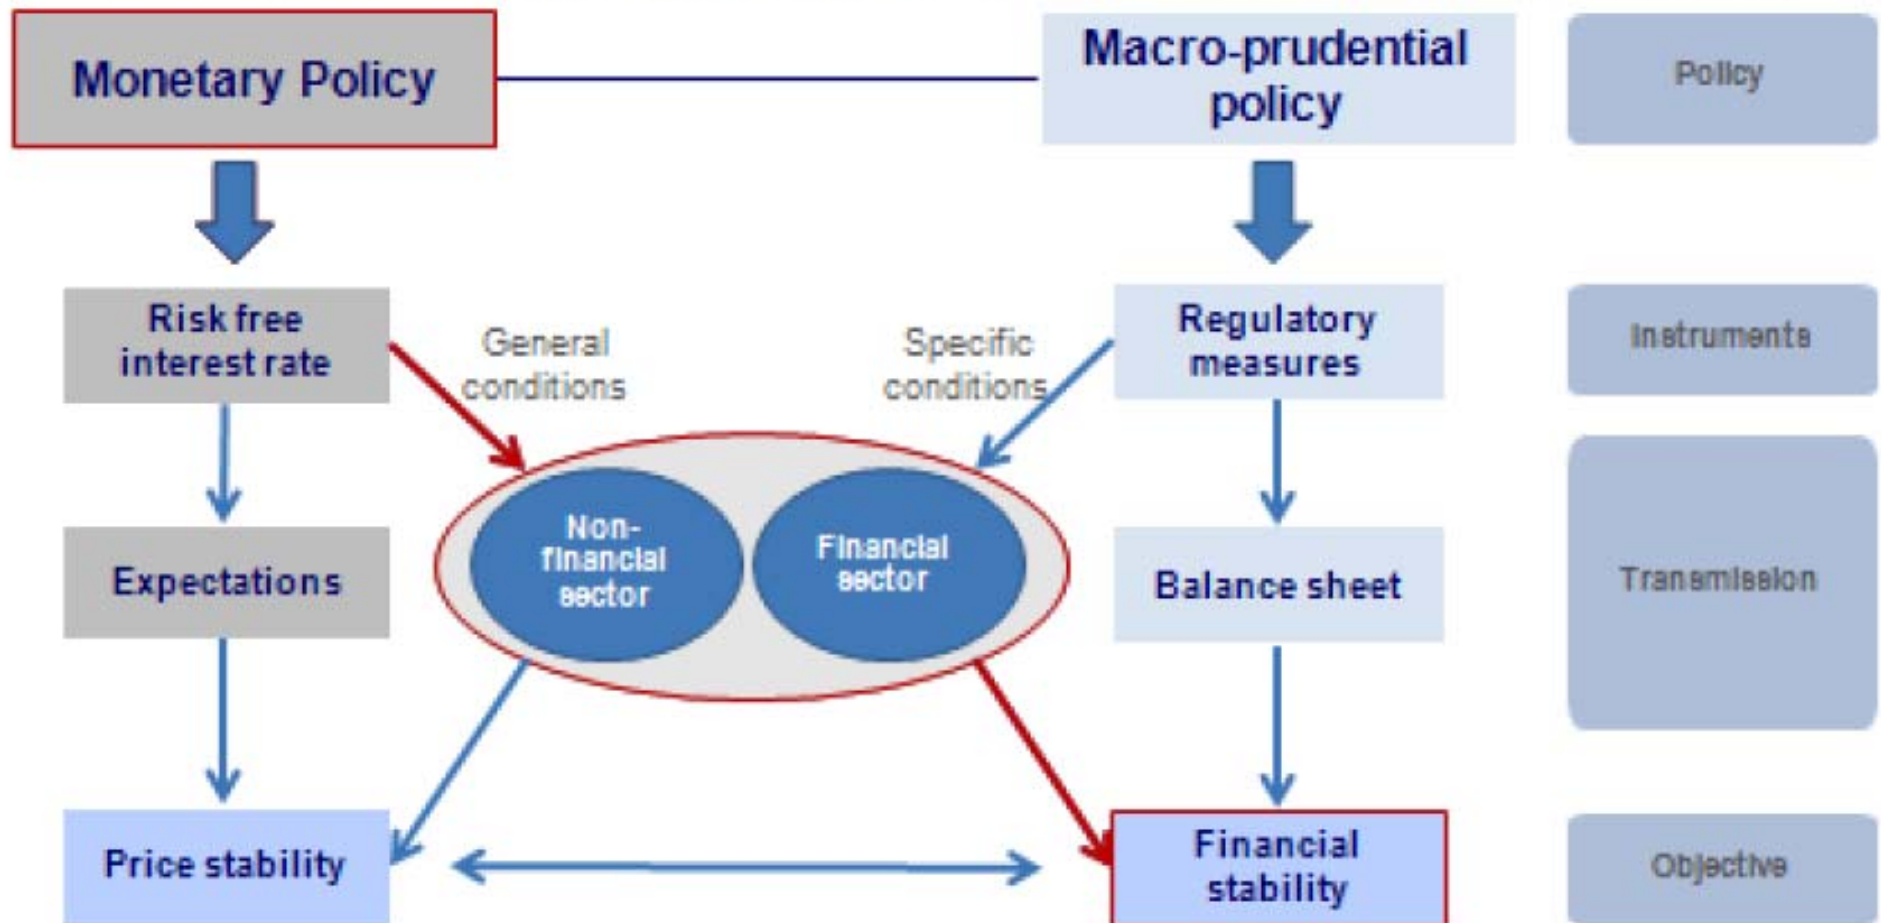 Monetary Policy
Macro-prudential
policy
Policy
Risk free
interest rate
General
conditions
Specific
conditions
Regulatory
measures
Instruments
Non-
financial
sector
Financial
sector
Expectations
Balance sheet
Transmission
Price stability
Financial
stability
Objective